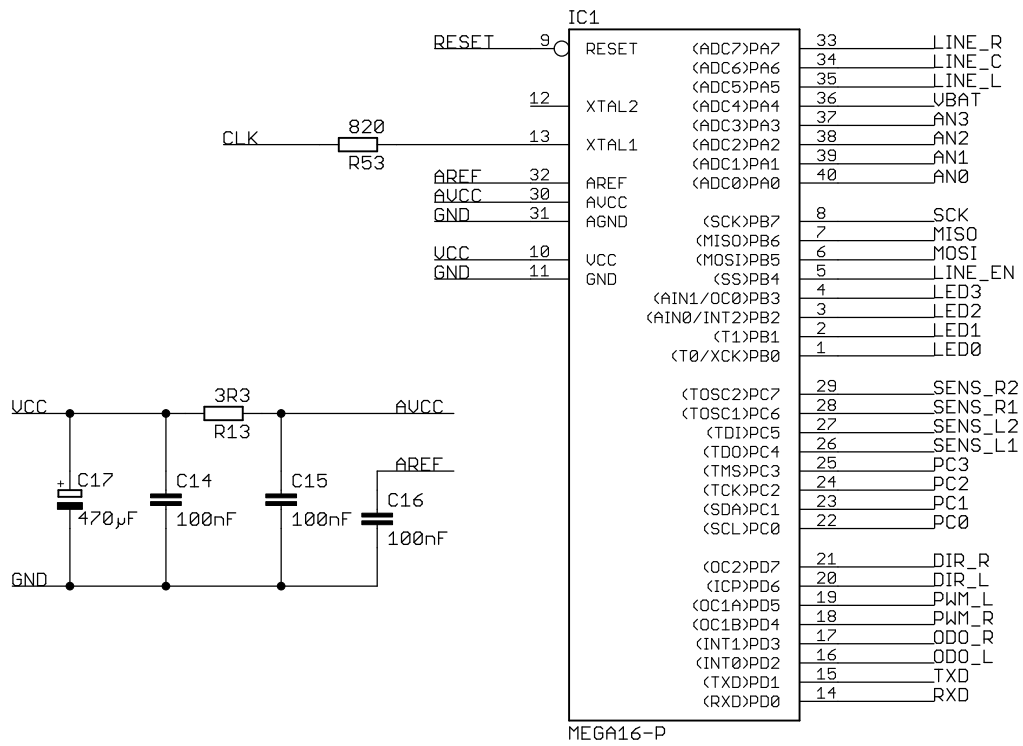 IC1
RESET 9 RESET (ADC7)PA7 33 LINE_R
(ADC6)PA6 34 LINE_C
(ADC5)PA5 35 LINE_L
12 XTAL2 (ADC4)PA4 36 VBAT
(ADC3)PA3 37 AN3
CLK 820 R53 13 XTAL1 (ADC2)PA2 38 AN2
(ADC1)PA1 39 AN1
AREF 32 AREF (ADC0)PA0 40 AN0
AVCC 30 AVCC
GND 31 AGND (SCK)PB7 8 SCK
(MISO)PB6 7 MISO
VCC 10 VCC (MOSI)PB5 6 MOSI
GND 11 GND (SS)PB4 5 LINE_EN
(AIN1/OC0)PB3 4 LED3
(AIN0/INT2)PB2 3 LED2
(T1)PB1 2 LED1
(T0/XCK)PB0 1 LED0
(TOSC2)PC7 29 SENS_R2
(TOSC1)PC6 28 SENS_R1
(TDI)PC5 27 SENS_L2
(TDO)PC4 26 SENS_L1
(TMS)PC3 25 PC3
(TCK)PC2 24 PC2
(SDA)PC1 23 PC1
(SCL)PC0 22 PC0
(OC2)PD7 21 DIR_R
(ICP)PD6 20 DIR_L
(OC1A)PD5 19 PWM_L
(OC1B)PD4 18 PWM_R
(INT1)PD3 17 ODO_R
(INT0)PD2 16 ODO_L
(TXD)PD1 15 TXD
(RXD)PD0 14 RXD
MEGA16-P
3R3
VCC R13 AVCC
AREF
+ C17 C14 C15 C16
470µF 100nF 100nF 100nF
GND